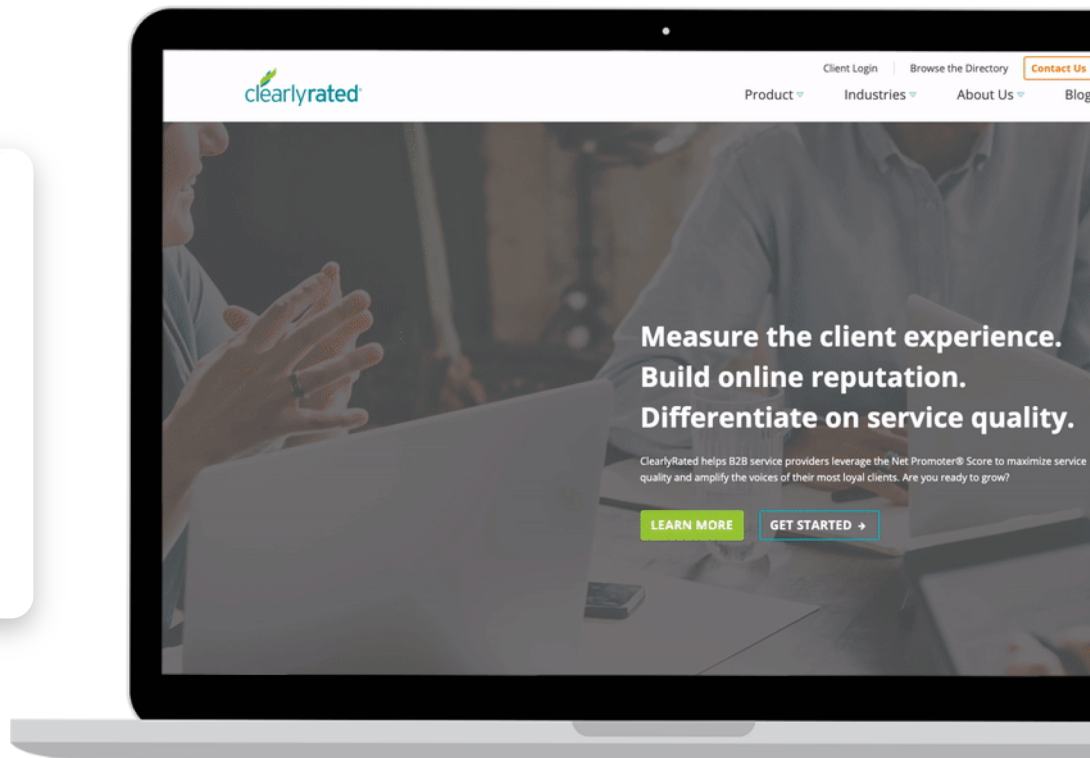 clearlyrated
Client Login
Browse the Directory
Contact Us
Product
Industries
About Us
Blog
Measure the client experience.
Build online reputation.
Differentiate on service quality.
ClearlyRated helps B2B service providers leverage the Net Promoter® Score to maximize service
quality and amplify the voices of their most loyal clients. Are you ready to grow?
LEARN MORE
GET STARTED →